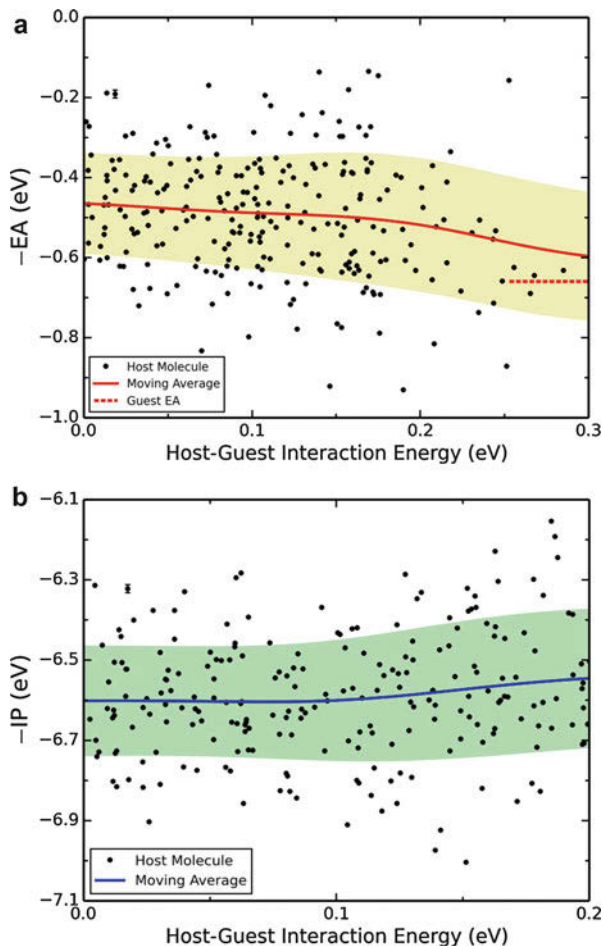 a
0.0
−0.2
−0.4
−0.6
−0.8
−1.0
−EA (eV)
Host Molecule
Moving Average
Guest EA
0.0 0.1 0.2 0.3
Host-Guest Interaction Energy (eV)
b
−6.1
−6.3
−6.5
−6.7
−6.9
−7.1
−IP (eV)
Host Molecule
Moving Average
0.0 0.1 0.2
Host-Guest Interaction Energy (eV)